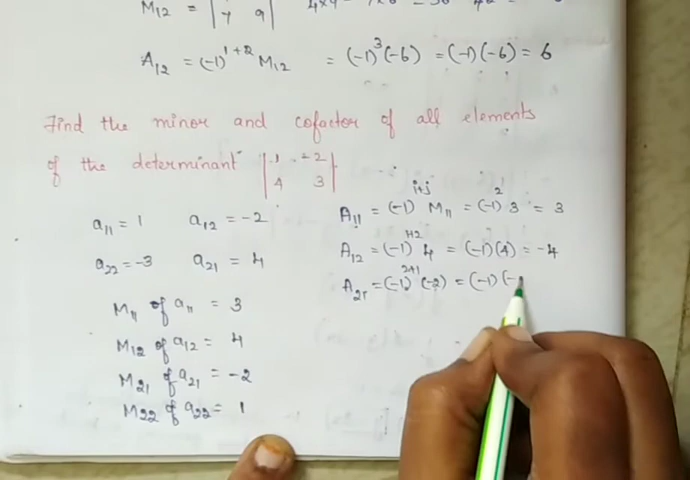 M₁₂ = | 7 9 |
A₁₂ = (-1)¹⁺² M₁₂ = (-1)³(-6) = (-1)(-6) = 6
Find the minor and cofactor of all elements
of the determinant | 1 -2 |
| 4 3 |
a₁₁ = 1 a₁₂ = -2
a₂₂ = -3 a₂₁ = 4
M₁₁ of a₁₁ = 3
M₁₂ of a₁₂ = 4
M₂₁ of a₂₁ = -2
M₂₂ of a₂₂ = 1
A₁₁ = (-1)ⁱ⁺ʲ M₁₁ = (-1)² 3 = 3
A₁₂ = (-1)¹⁺² 4 = (-1)(4) = -4
A₂₁ = (-1)²⁺¹ (-2) = (-1)(-